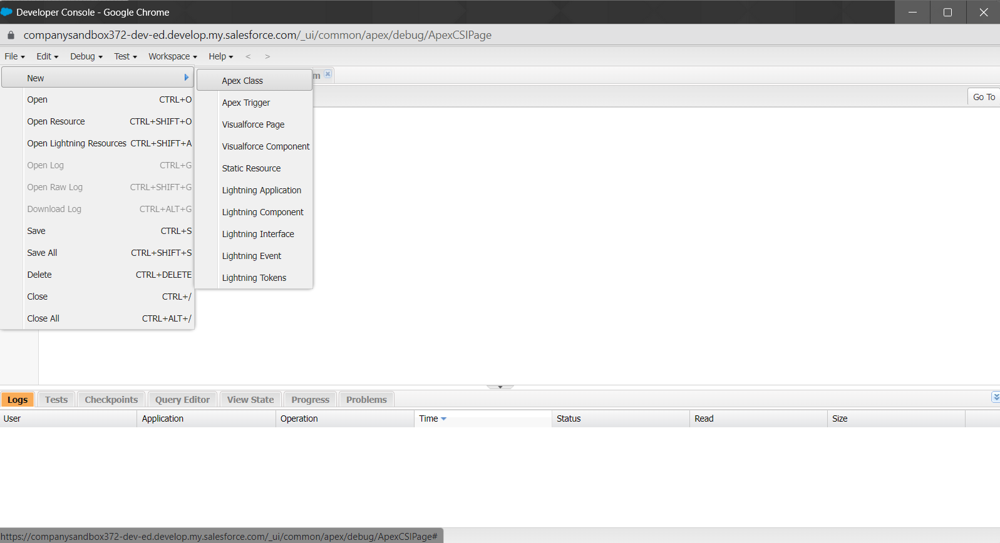 Developer Console - Google Chrome
companysandbox372-dev-ed.develop.my.salesforce.com/_ui/common/apex/debug/ApexCSIPage
File Edit Debug Test Workspace Help < >
New
Open CTRL+O
Open Resource CTRL+SHIFT+O
Open Lightning Resources CTRL+SHIFT+A
Open Log CTRL+G
Open Raw Log CTRL+SHIFT+G
Download Log CTRL+ALT+G
Save CTRL+S
Save All CTRL+SHIFT+S
Delete CTRL+DELETE
Close CTRL+/
Close All CTRL+ALT+/
Apex Class
Apex Trigger
Visualforce Page
Visualforce Component
Static Resource
Lightning Application
Lightning Component
Lightning Interface
Lightning Event
Lightning Tokens
m
Go To
Logs Tests Checkpoints Query Editor View State Progress Problems
User Application Operation Time Status Read Size
https://companysandbox372-dev-ed.develop.my.salesforce.com/_ui/common/apex/debug/ApexCSIPage#